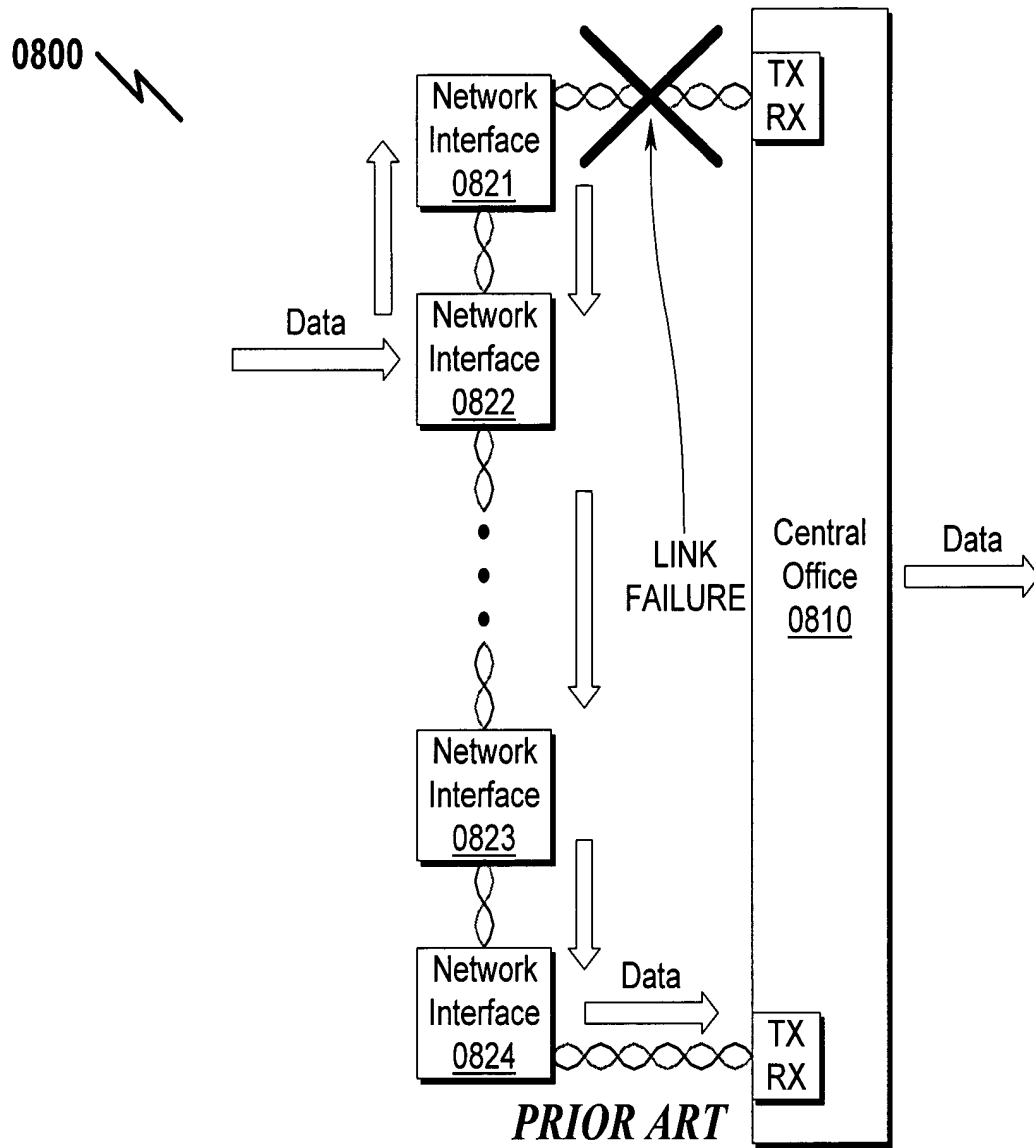 0800
Network
Interface
0821
TX
RX
Data
Network
Interface
0822
LINK
FAILURE
Central
Office
0810
Data
Network
Interface
0823
Network
Interface
0824
Data
TX
RX
PRIOR ART